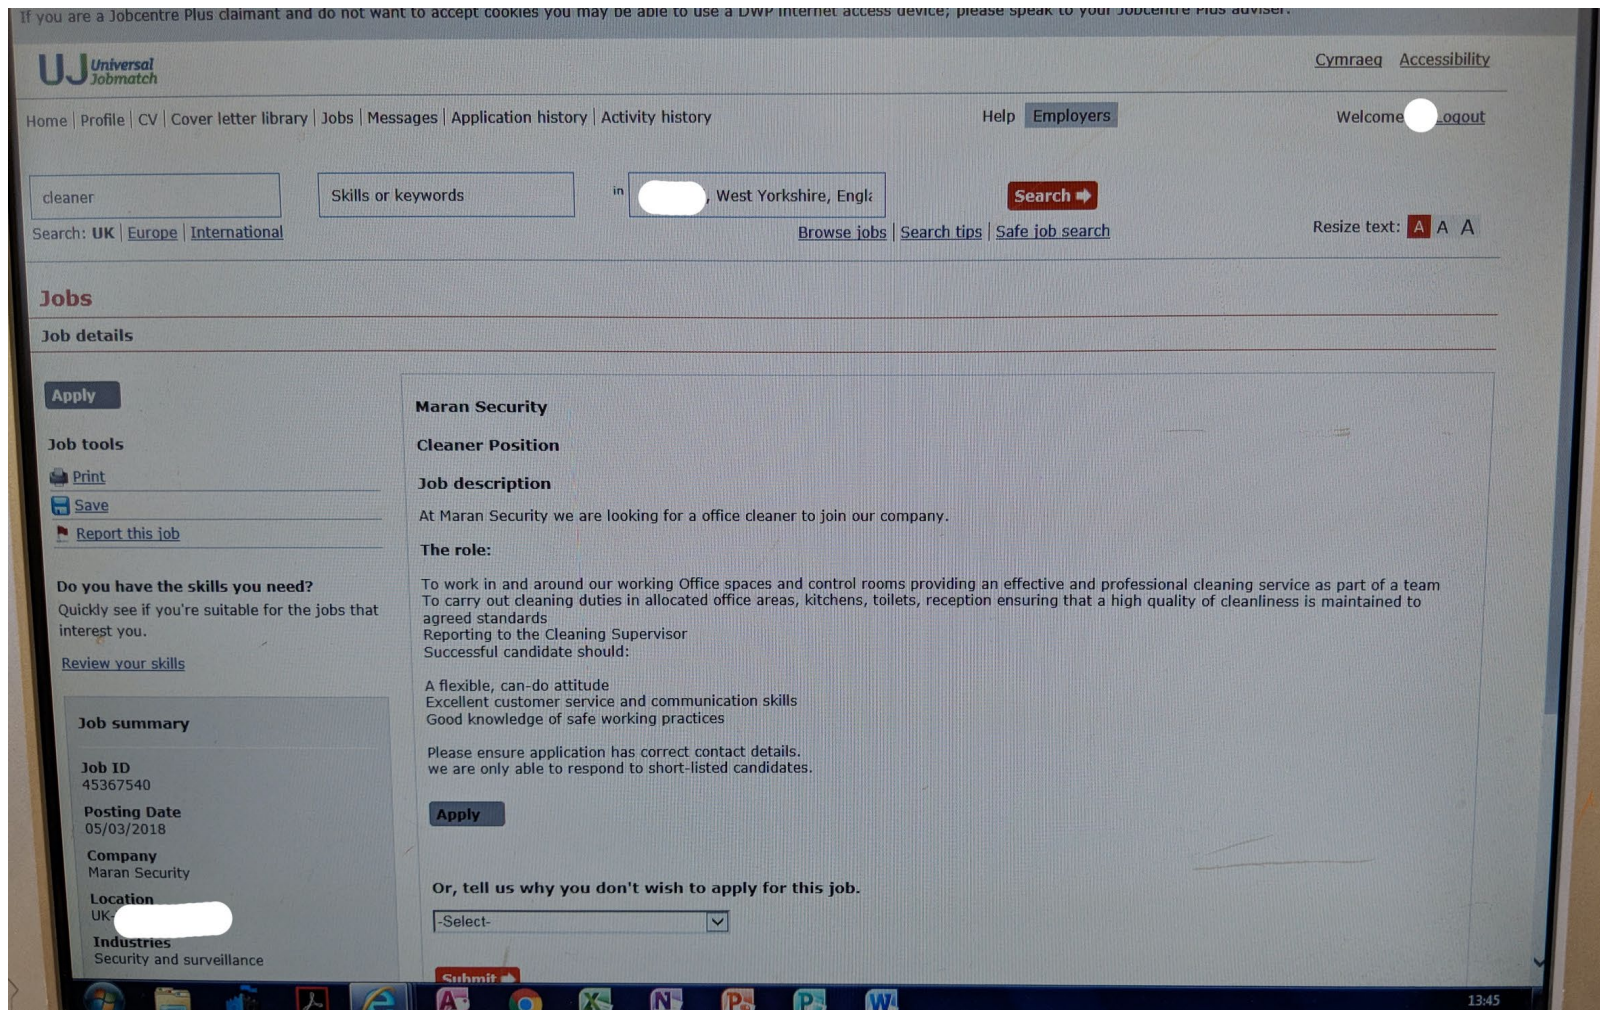 If you are a Jobcentre Plus claimant and do not want to accept cookies you may be able to use a DWP Internet access device; please speak to your Jobcentre Plus adviser.
UJ Universal Jobmatch
Cymraeg Accessibility
Home | Profile | CV | Cover letter library | Jobs | Messages | Application history | Activity history
Help Employers
Welcome Logout
cleaner
Skills or keywords
in , West Yorkshire, Engla
Search
Search: UK | Europe | International
Browse jobs | Search tips | Safe job search
Resize text: A A A
Jobs
Job details
Apply
Job tools
Print
Save
Report this job
Do you have the skills you need?
Quickly see if you're suitable for the jobs that
interest you.
Review your skills
Job summary
Job ID
45367540
Posting Date
05/03/2018
Company
Maran Security
Location
UK-
Industries
Security and surveillance
Maran Security
Cleaner Position
Job description
At Maran Security we are looking for a office cleaner to join our company.
The role:
To work in and around our working Office spaces and control rooms providing an effective and professional cleaning service as part of a team
To carry out cleaning duties in allocated office areas, kitchens, toilets, reception ensuring that a high quality of cleanliness is maintained to
agreed standards
Reporting to the Cleaning Supervisor
Successful candidate should:
A flexible, can-do attitude
Excellent customer service and communication skills
Good knowledge of safe working practices
Please ensure application has correct contact details.
we are only able to respond to short-listed candidates.
Apply
Or, tell us why you don't wish to apply for this job.
-Select-
Submit
13:45